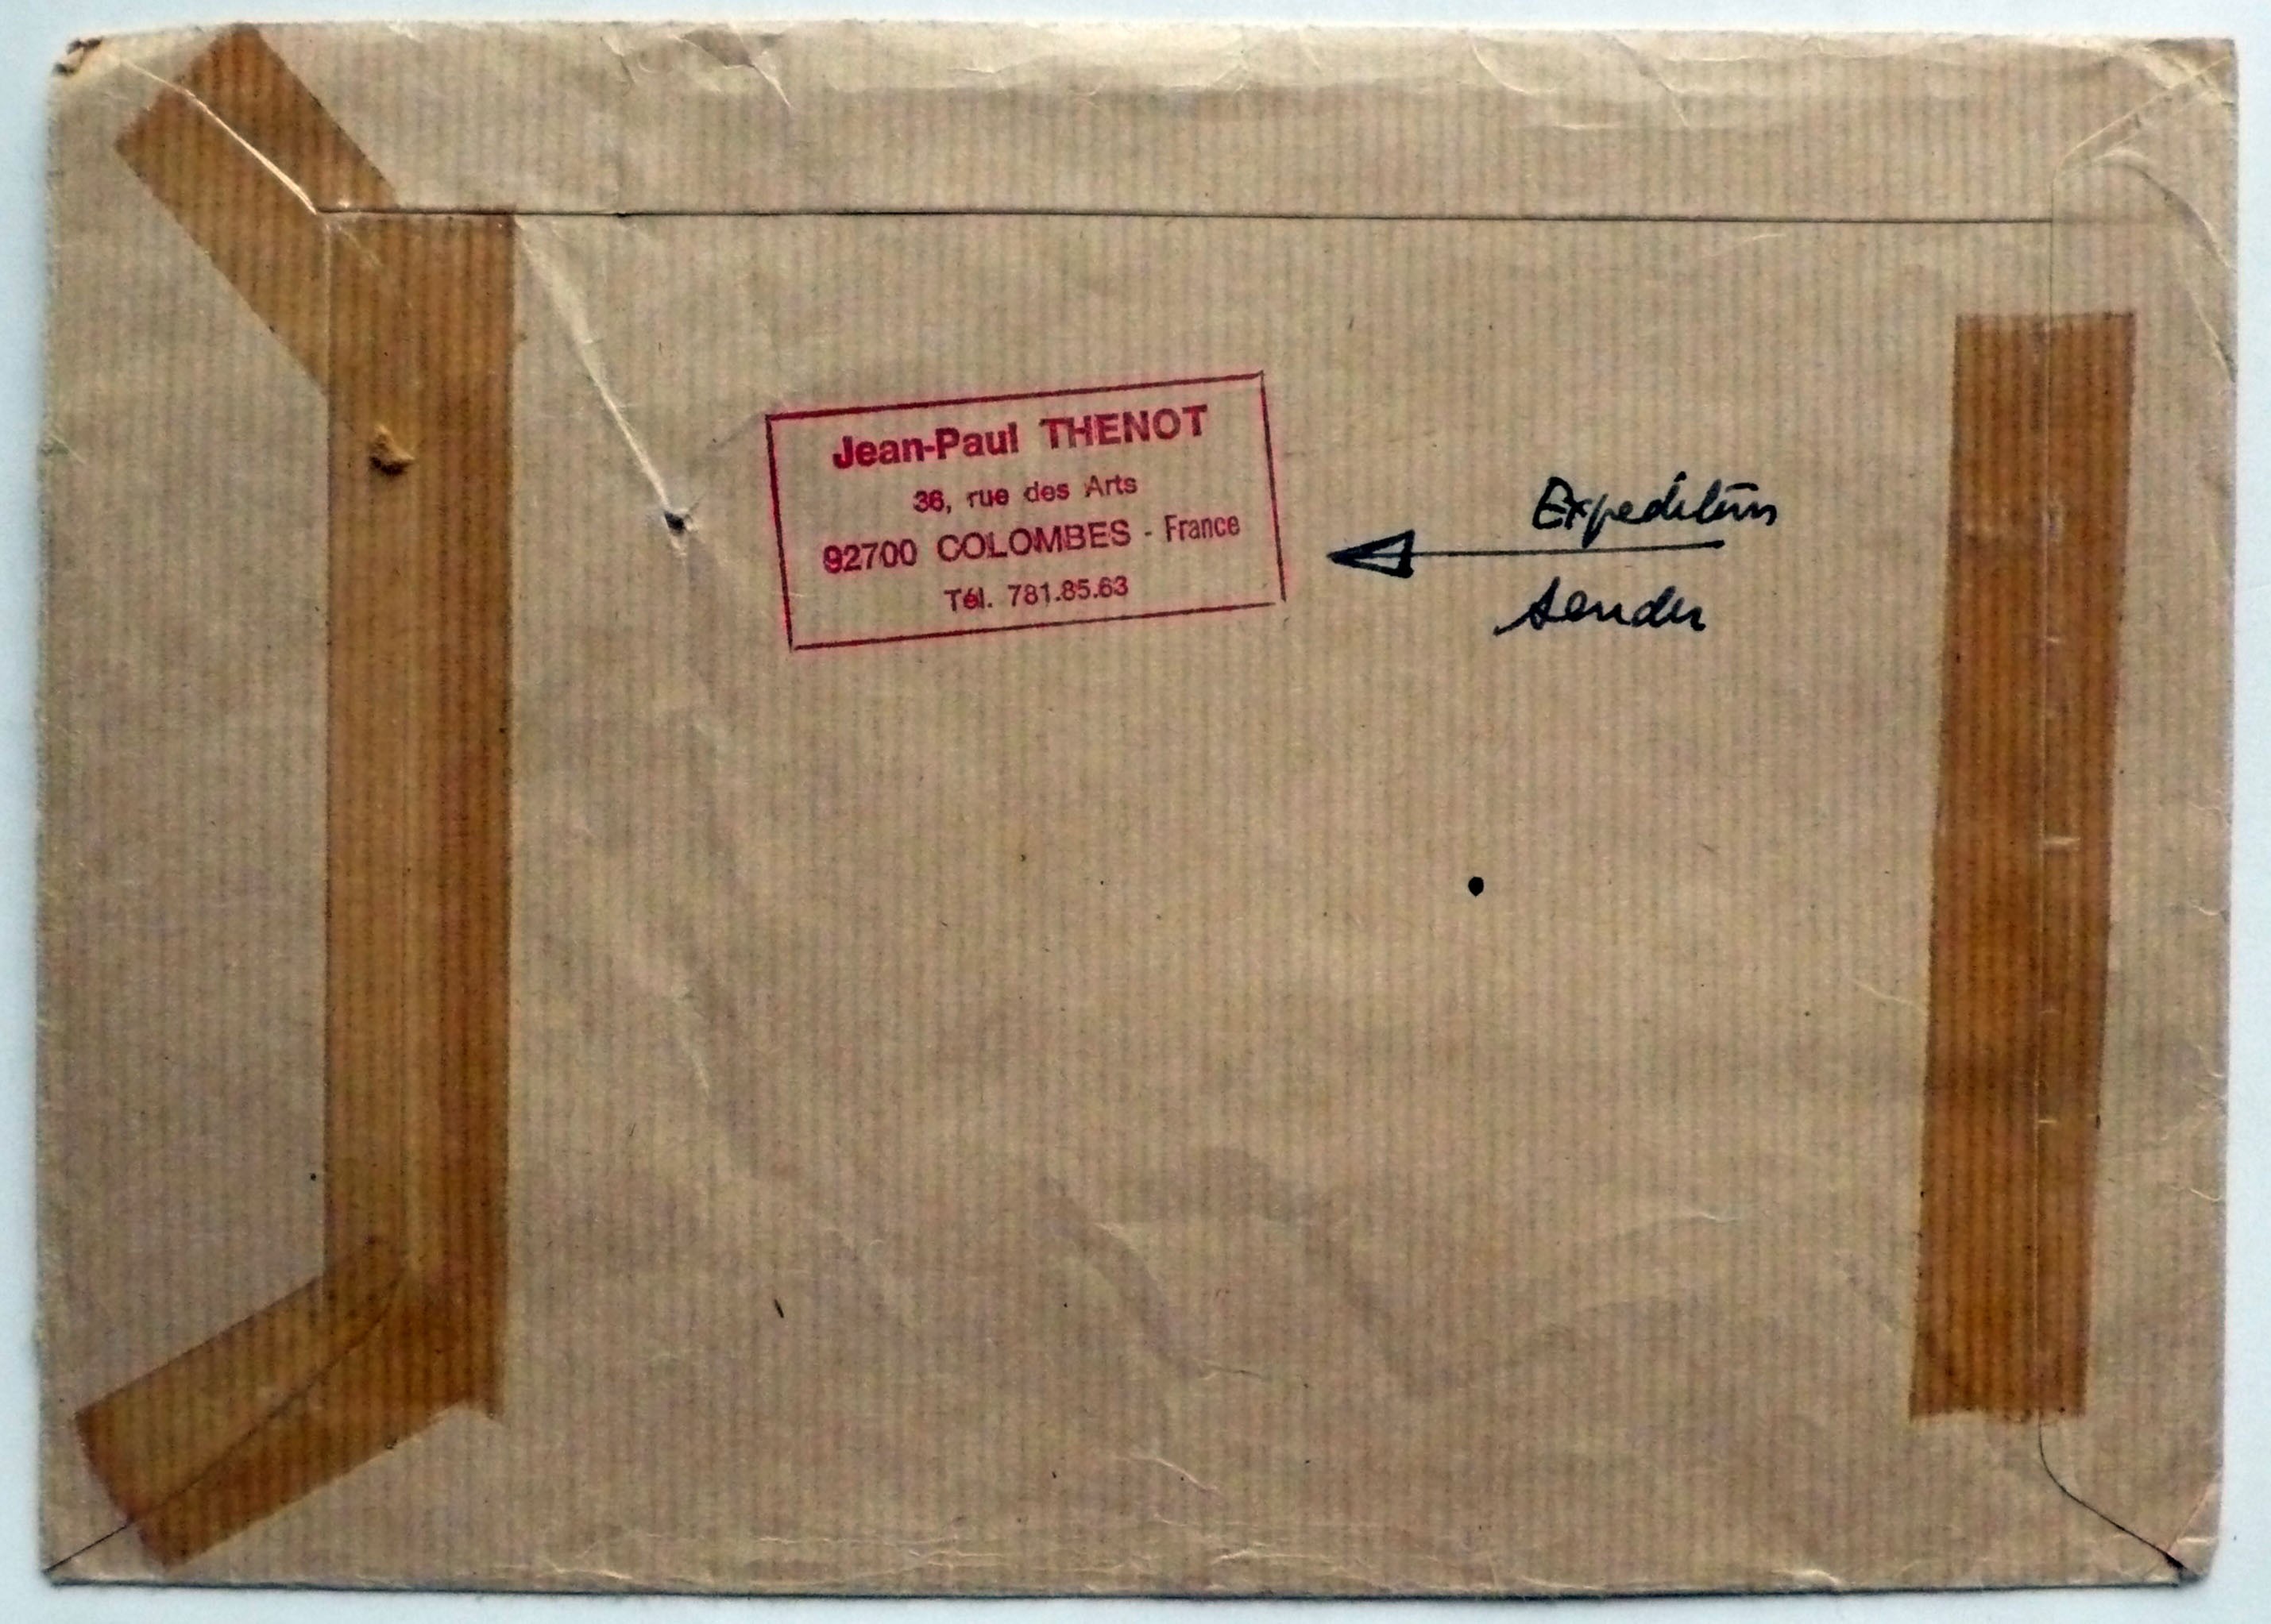 Jean-Paul THENOT
36, rue des Arts
92700 COLOMBES - France
Tél. 781.85.63
Expediteur
sender